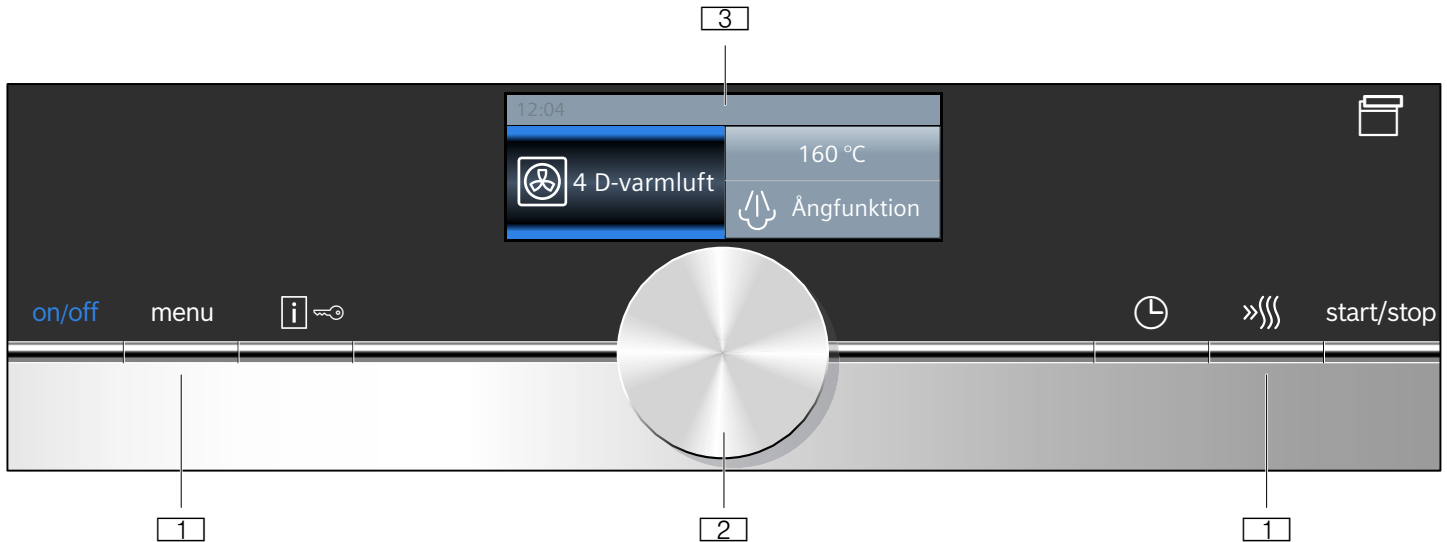 3
12:04
160 °C
4 D-varmluft
Ångfunktion
on/off menu i start/stop
1 2 1